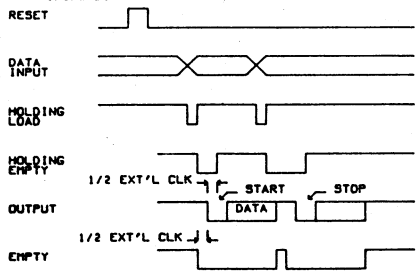 RESET
DATA
INPUT
HOLDING
LOAD
HOLDING
EMPTY
1/2 EXT'L CLK
START
STOP
OUTPUT
DATA
1/2 EXT'L CLK
EMPTY